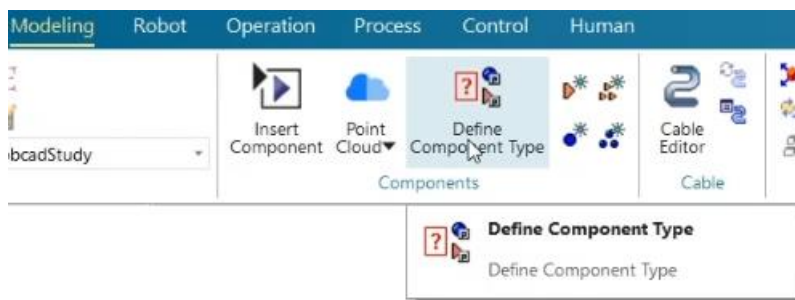 Modeling Robot Operation Process Control Human
Insert Component
Point Cloud
Define Component Type
Cable Editor
bcadStudy
Components
Cable
Define Component Type
Define Component Type